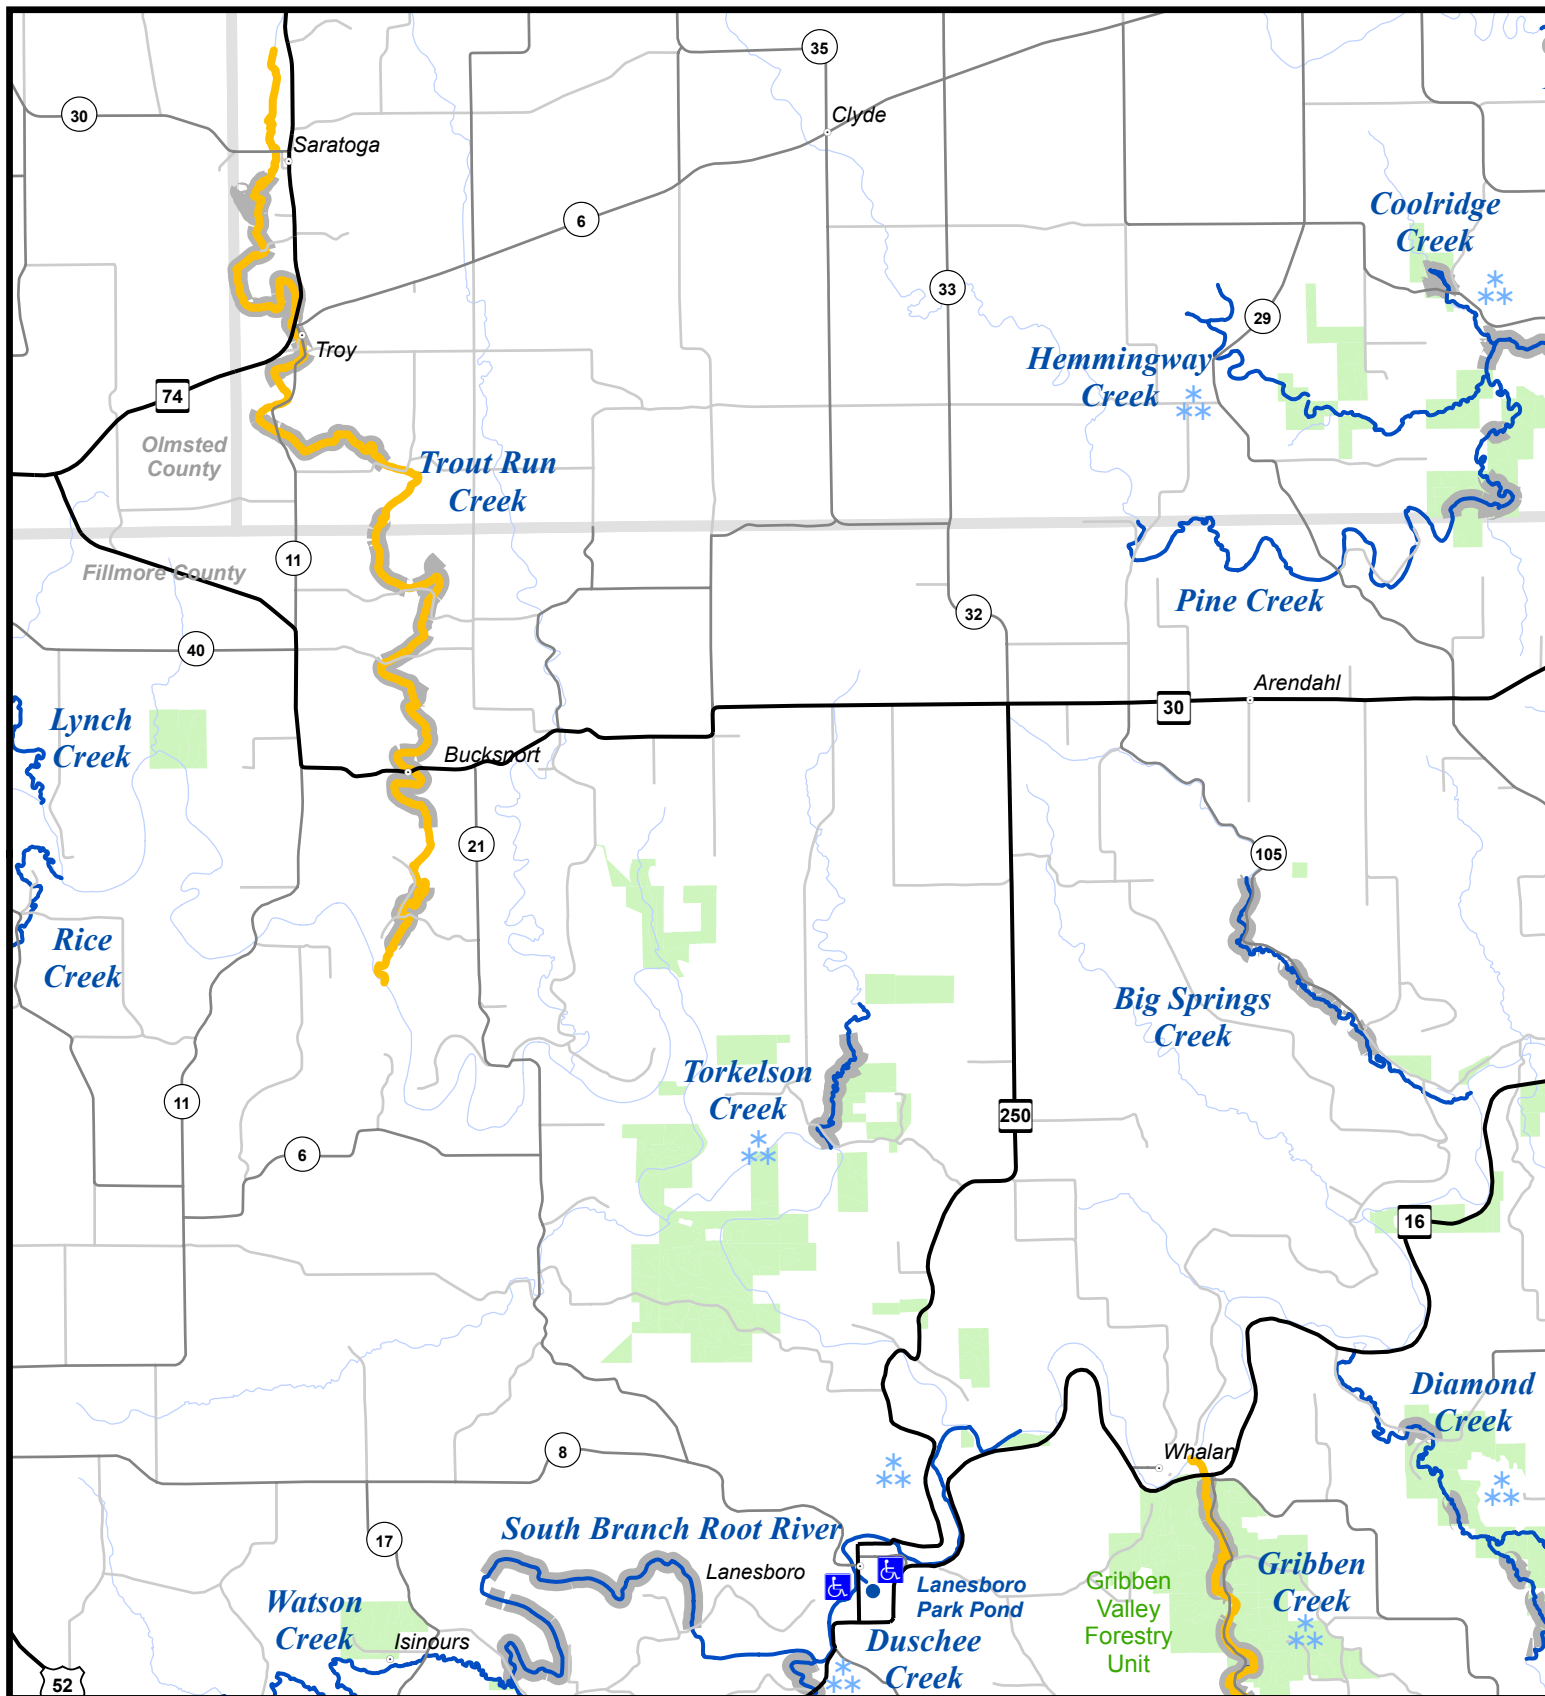 35
30
Clyde
Saratoga
Coolridge
Creek
6
33
29
Troy
Hemmingway
Creek
74
Olmsted
County
Trout Run
Creek
11
Fillmore County
Pine Creek
32
40
Arendahl
30
Lynch
Creek
Bucksport
21
105
Rice
Creek
Big Springs
Creek
Torkelson
Creek
11
250
6
16
Diamond
Creek
8
Whalan
17
South Branch Root River
Lanesboro
Lanesboro
Park Pond
Gribben
Creek
Gribben
Valley
Forestry
Unit
Watson
Creek
Isinours
Duschee
Creek
52